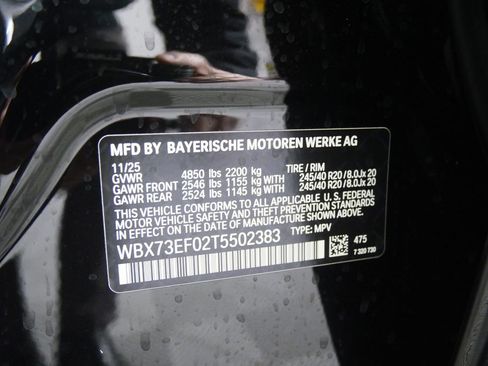 MFD BY BAYERISCHE MOTOREN WERKE AG
11/25
GVWR 4850 lbs 2200 kg TIRE / RIM
GAWR FRONT 2546 lbs 1155 kg WITH 245/40 R20 / 8.0Jx 20
GAWR REAR 2524 lbs 1145 kg WITH 245/40 R20 / 8.0Jx 20
THIS VEHICLE CONFORMS TO ALL APPLICABLE U.S. FEDERAL
MOTOR VEHICLE SAFETY AND THEFT PREVENTION STANDARDS
IN EFFECT ON THE DATE OF MANUFACTURE SHOWN ABOVE.
WBX73EF02T5502383 TYPE: MPV
475
7 320 730